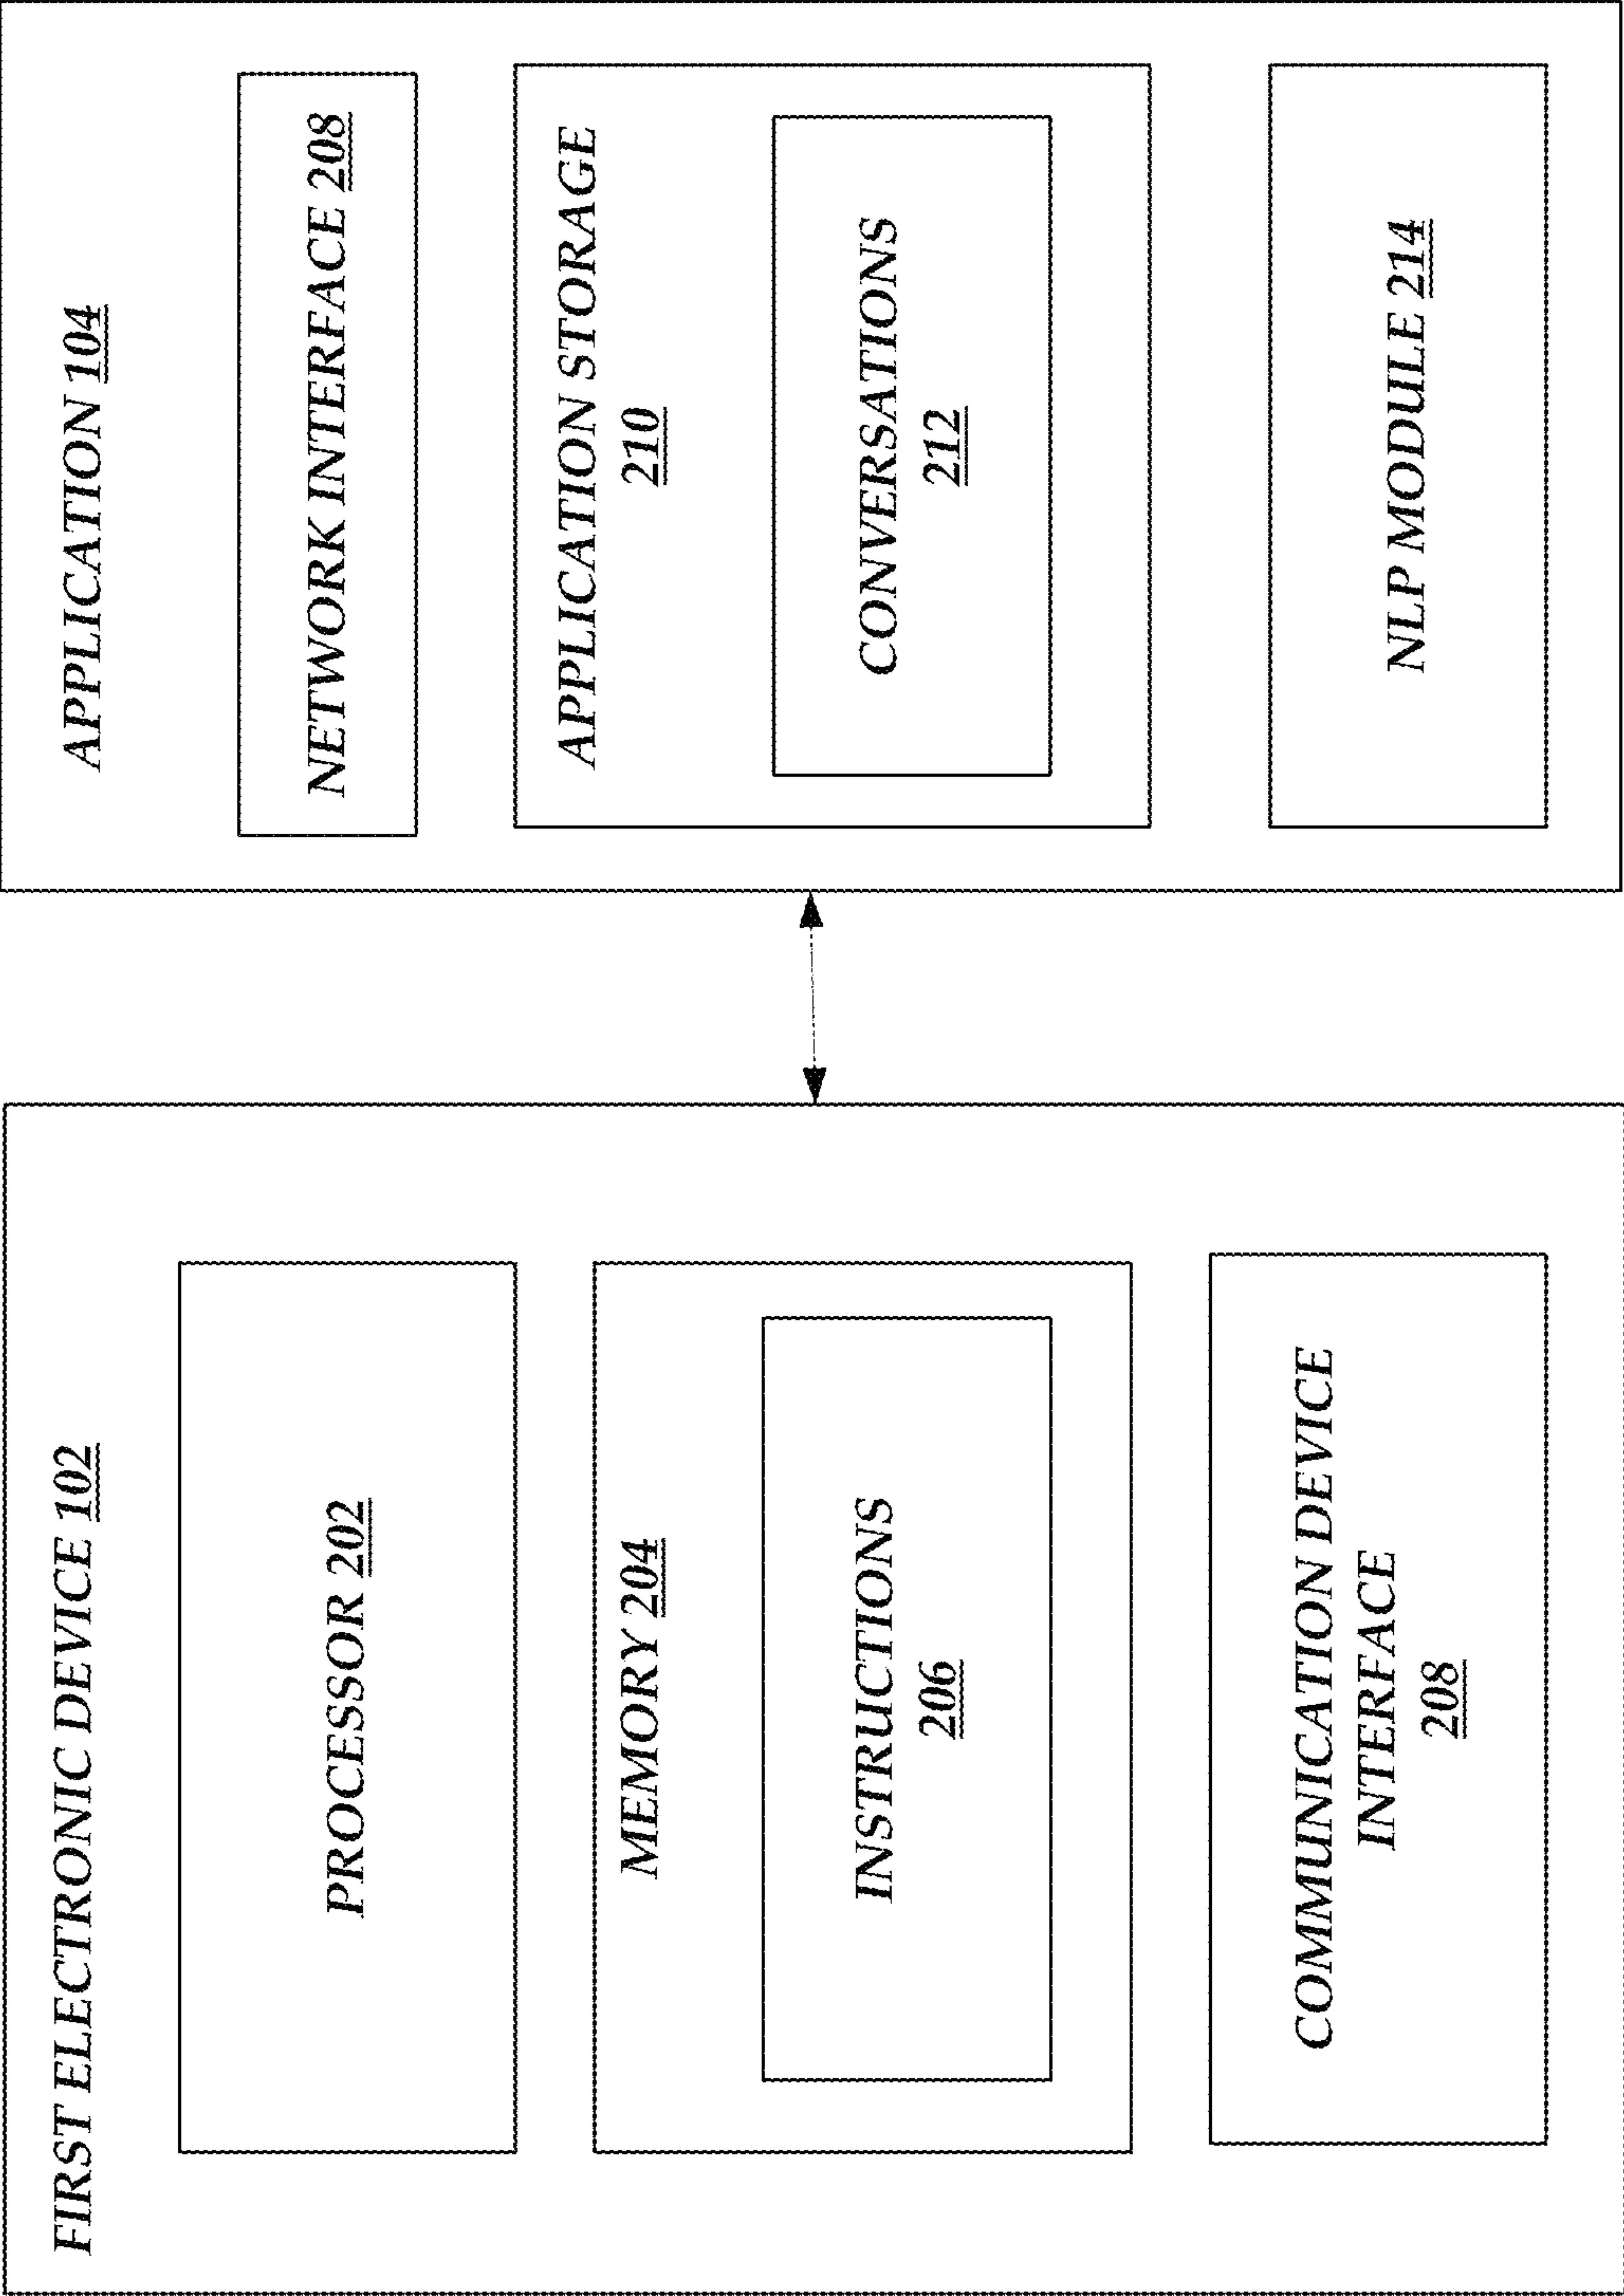 FIRST ELECTRONIC DEVICE 102
PROCESSOR 202
MEMORY 204
INSTRUCTIONS
206
COMMUNICATION DEVICE
INTERFACE
208
APPLICATION 104
NETWORK INTERFACE 208
APPLICATION STORAGE
210
CONVERSATIONS
212
NLP MODULE 214